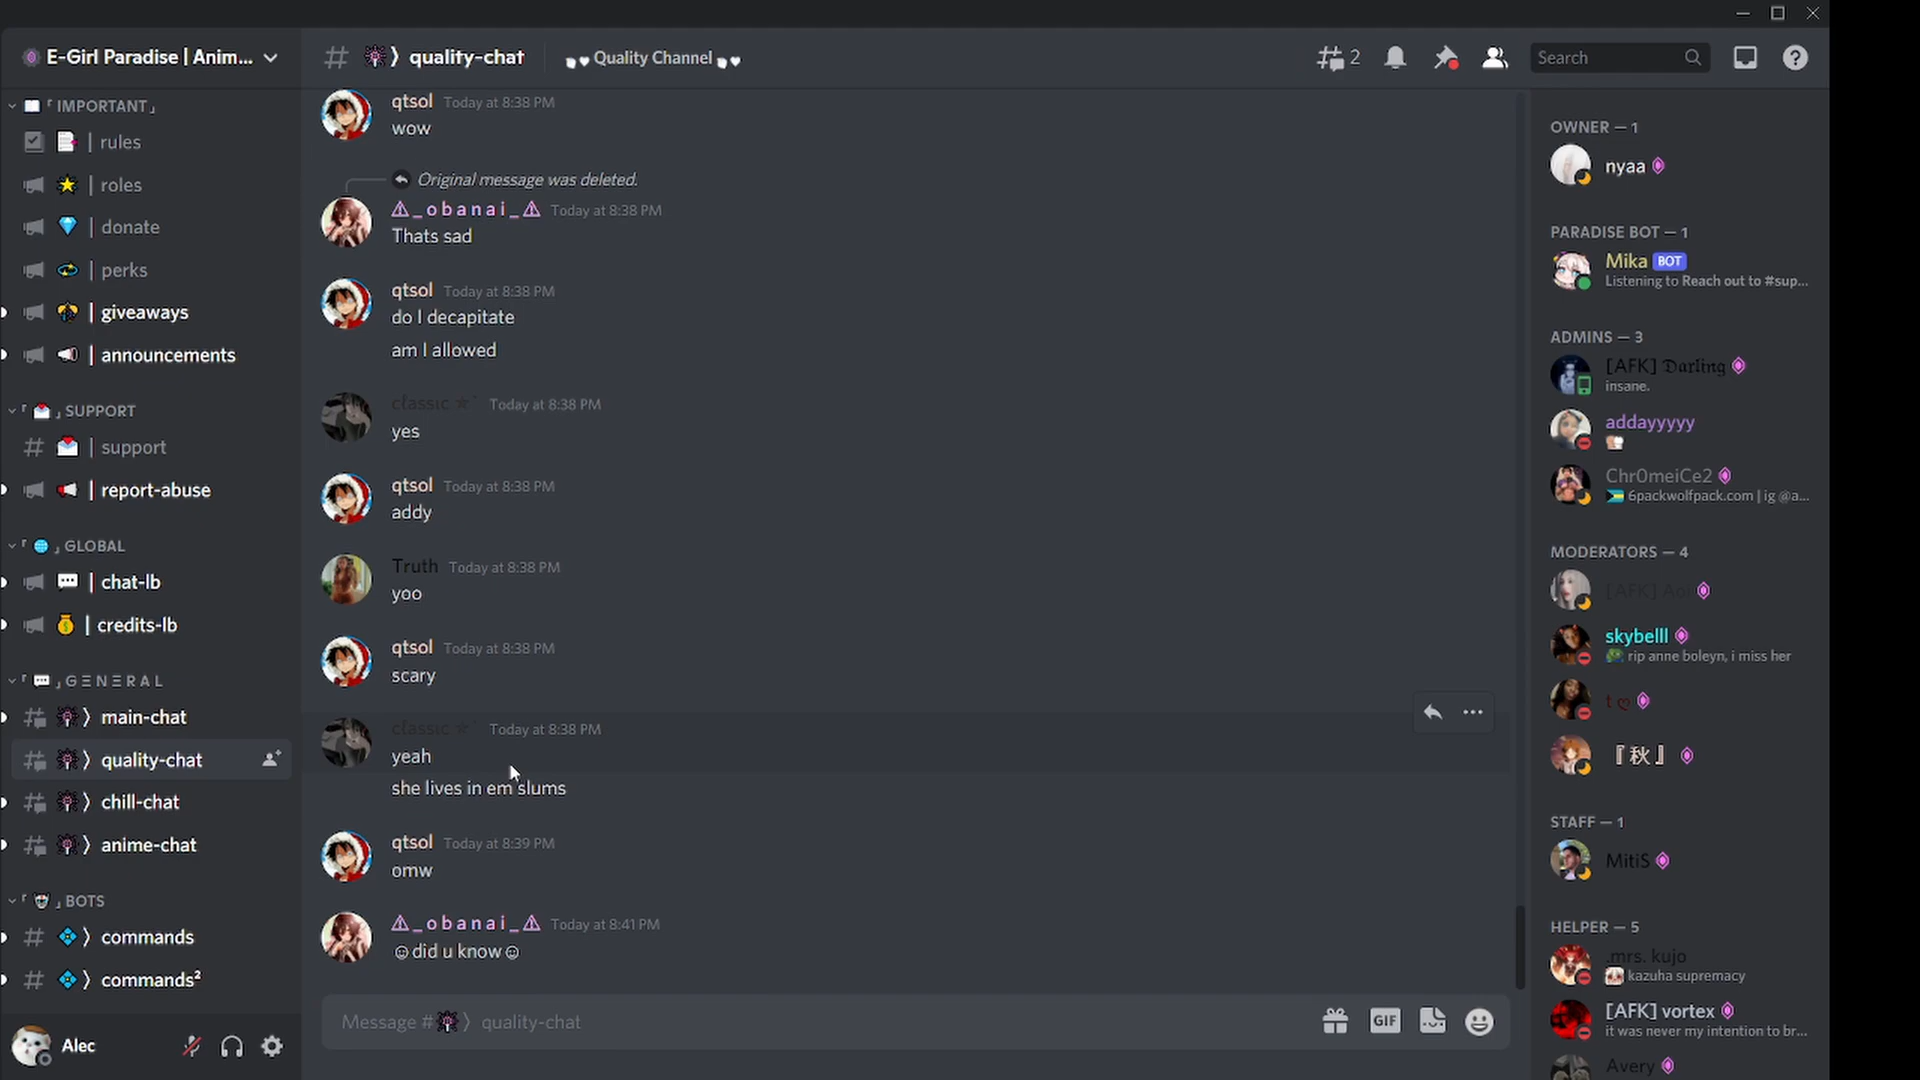 E-Girl Paradise | Anim...
「 IMPORTANT」
| rules
| roles
| donate
| perks
| giveaways
| announcements
「 」SUPPORT
| support
| report-abuse
「 」GLOBAL
| chat-lb
| credits-lb
「 」G Ξ N Ξ R A L
〉 main-chat
〉 quality-chat
〉 chill-chat
〉 anime-chat
「 」BOTS
〉 commands
〉 commands²
Alec
# 〉 quality-chat
Quality Channel
2
Search
qtsol Today at 8:38 PM
wow
Original message was deleted.
⚠_ o b a n a i _⚠ Today at 8:38 PM
Thats sad
qtsol Today at 8:38 PM
do I decapitate
am I allowed
classic ★ Today at 8:38 PM
yes
qtsol Today at 8:38 PM
addy
Truth Today at 8:38 PM
yoo
qtsol Today at 8:38 PM
scary
classic ★ Today at 8:38 PM
yeah
she lives in em slums
qtsol Today at 8:39 PM
omw
⚠_ o b a n a i _⚠ Today at 8:41 PM
☺did u know☺
Message # 〉 quality-chat
GIF
OWNER — 1
nyaa
PARADISE BOT — 1
Mika BOT
Listening to Reach out to #sup...
ADMINS — 3
[AFK] 𝔇𝔞𝔯𝔩𝔦𝔫𝔤
insane.
addayyyyy
Chr0meiCe2
6packwolfpack.com | ig @a...
MODERATORS — 4
[AFK]
skybelll
rip anne boleyn, i miss her
t ღ
『秋』
STAFF — 1
MitiS
HELPER — 5
.mrs. kujo
kazuha supremacy
[AFK] vortex
it was never my intention to br...
Avery